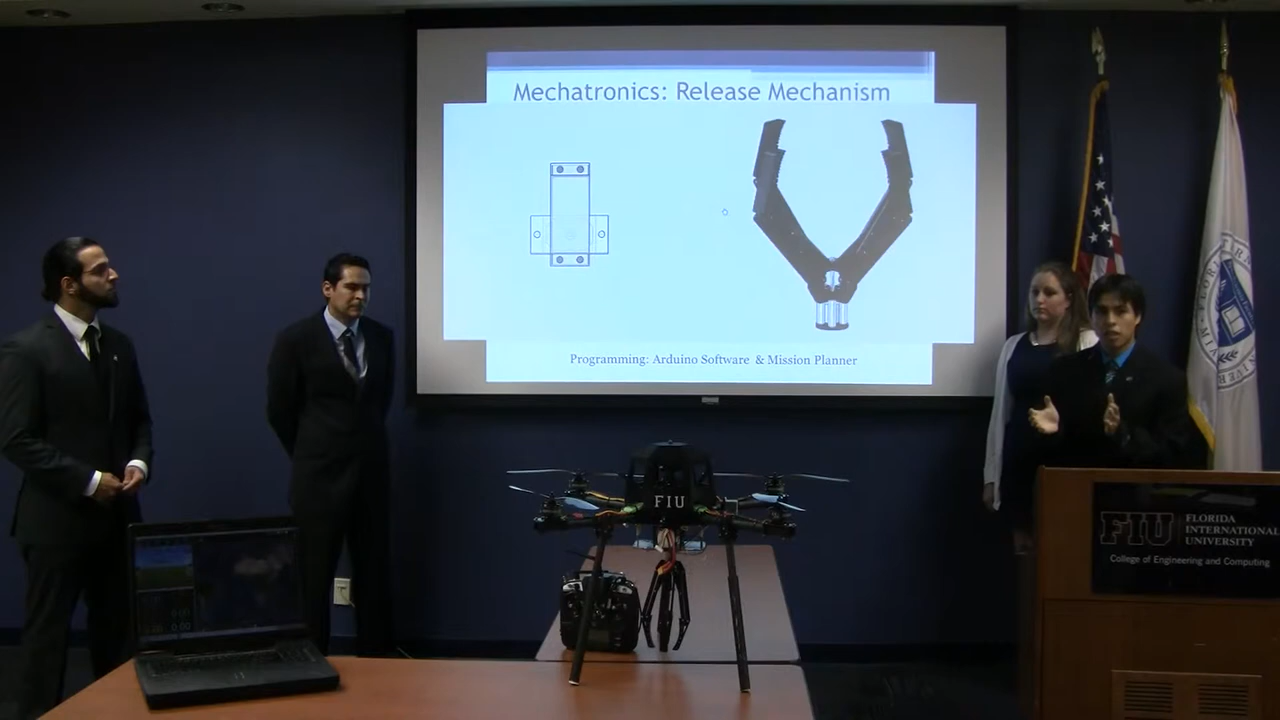 Mechatronics: Release Mechanism
Programming: Arduino Software & Mission Planner
FIU
FIU
FLORIDA
INTERNATIONAL
UNIVERSITY
College of Engineering and Computing